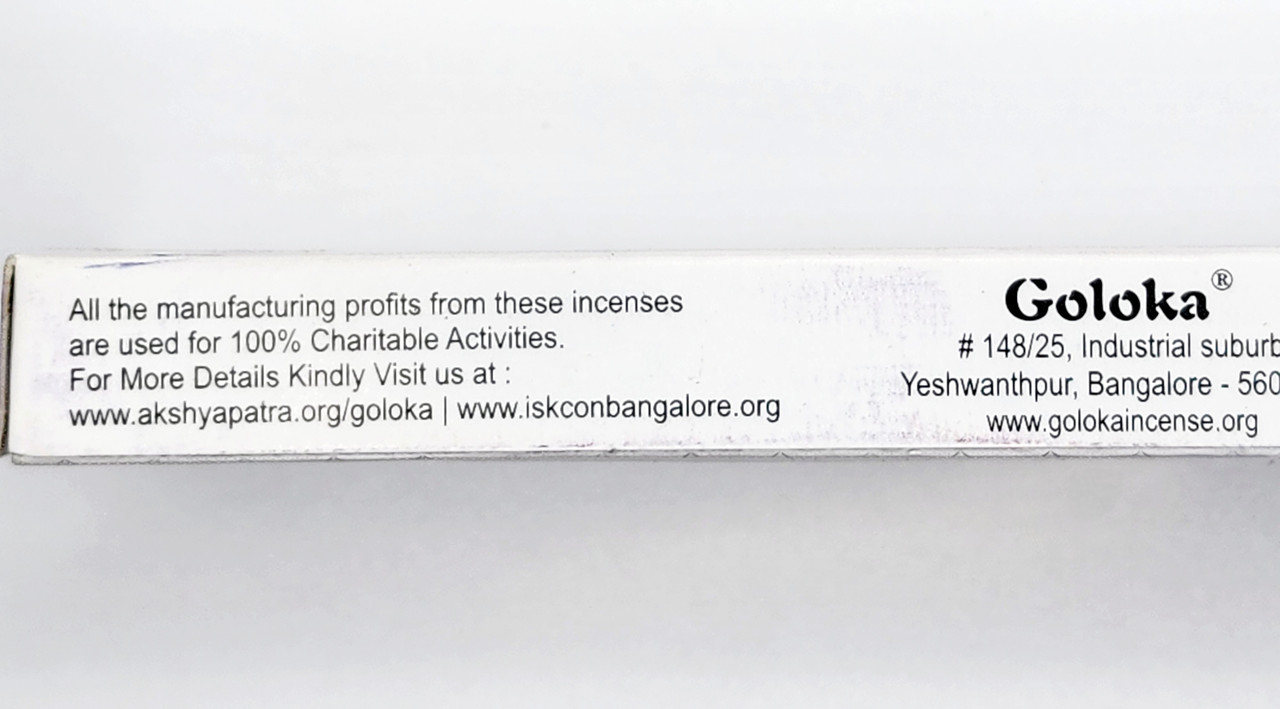 All the manufacturing profits from these incenses
are used for 100% Charitable Activities.
For More Details Kindly Visit us at :
www.akshyapatra.org/goloka | www.iskconbangalore.org
Goloka®
# 148/25, Industrial suburb
Yeshwanthpur, Bangalore - 560
www.golokaincense.org